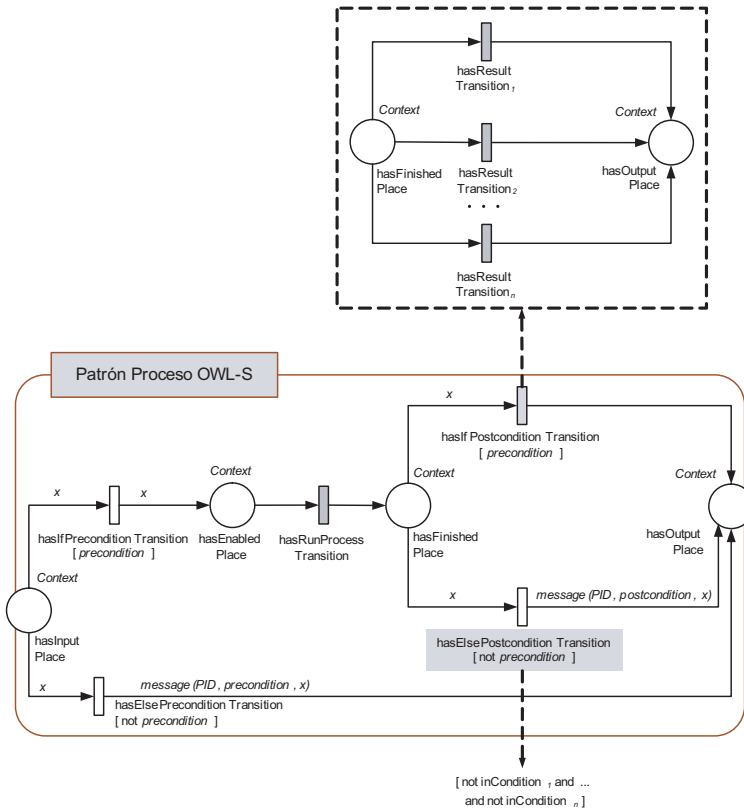 hasResult
Transition 1
Context
Context
hasFinished
Place
hasResult
Transition 2
. . .
hasOutput
Place
hasResult
Transition n
Patrón Proceso OWL-S
x
hasIf Postcondition Transition
[ precondition ]
Context
Context
Context
x
x
hasIfPrecondition Transition
[ precondition ]
hasEnabled
Place
hasRunProcess
Transition
hasFinished
Place
hasOutput
Place
Context
x
message (PID , postcondition , x)
hasInput
Place
hasElsePostcondition Transition
[ not precondition ]
x
message (PID , precondition , x)
hasElsePrecondition Transition
[ not precondition ]
[ not inCondition 1 and ...
and not inCondition n ]